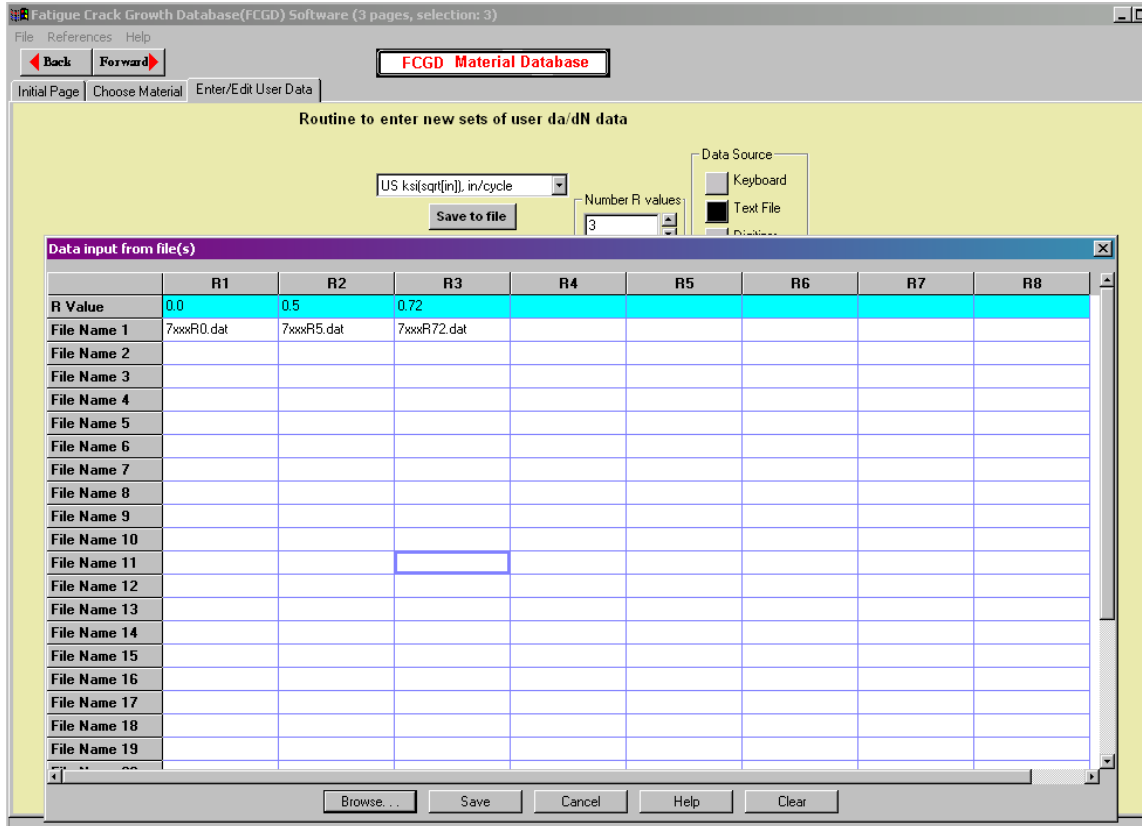 Fatigue Crack Growth Database(FCGD) Software (3 pages, selection: 3)
File References Help
Back Forward
FCGD Material Database
Initial Page Choose Material Enter/Edit User Data
Routine to enter new sets of user da/dN data
Data Source
US ksi(sqrt[in]), in/cycle
Keyboard
Number R values
Save to file
Text File
3
Digitizer
Data input from file(s)
R1 R2 R3 R4 R5 R6 R7 R8
R Value 0.0 0.5 0.72
File Name 1 7xxxR0.dat 7xxxR5.dat 7xxxR72.dat
File Name 2
File Name 3
File Name 4
File Name 5
File Name 6
File Name 7
File Name 8
File Name 9
File Name 10
File Name 11
File Name 12
File Name 13
File Name 14
File Name 15
File Name 16
File Name 17
File Name 18
File Name 19
Browse. . . Save Cancel Help Clear